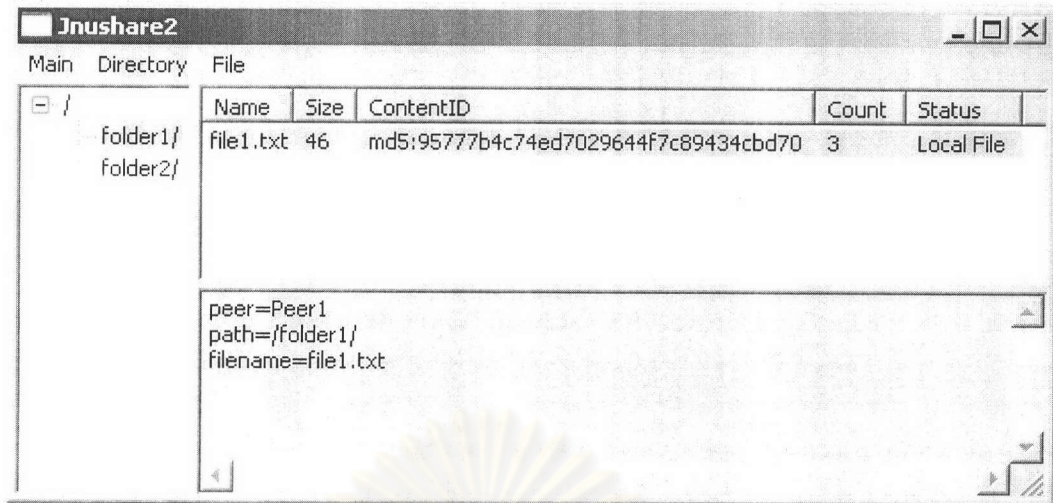 Jnushare2
Main Directory File
/
folder1/
folder2/
Name Size ContentID Count Status
file1.txt 46 md5:95777b4c74ed7029644f7c89434cbd70 3 Local File
peer=Peer1
path=/folder1/
filename=file1.txt